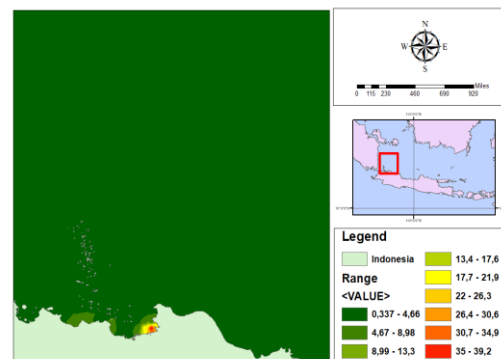 N
W E
S
Miles
0 115 230 460 690 920
Legend
Indonesia
Range
<VALUE>
0,337 - 4,66
4,67 - 8,98
8,99 - 13,3
13,4 - 17,6
17,7 - 21,9
22 - 26,3
26,4 - 30,6
30,7 - 34,9
35 - 39,2